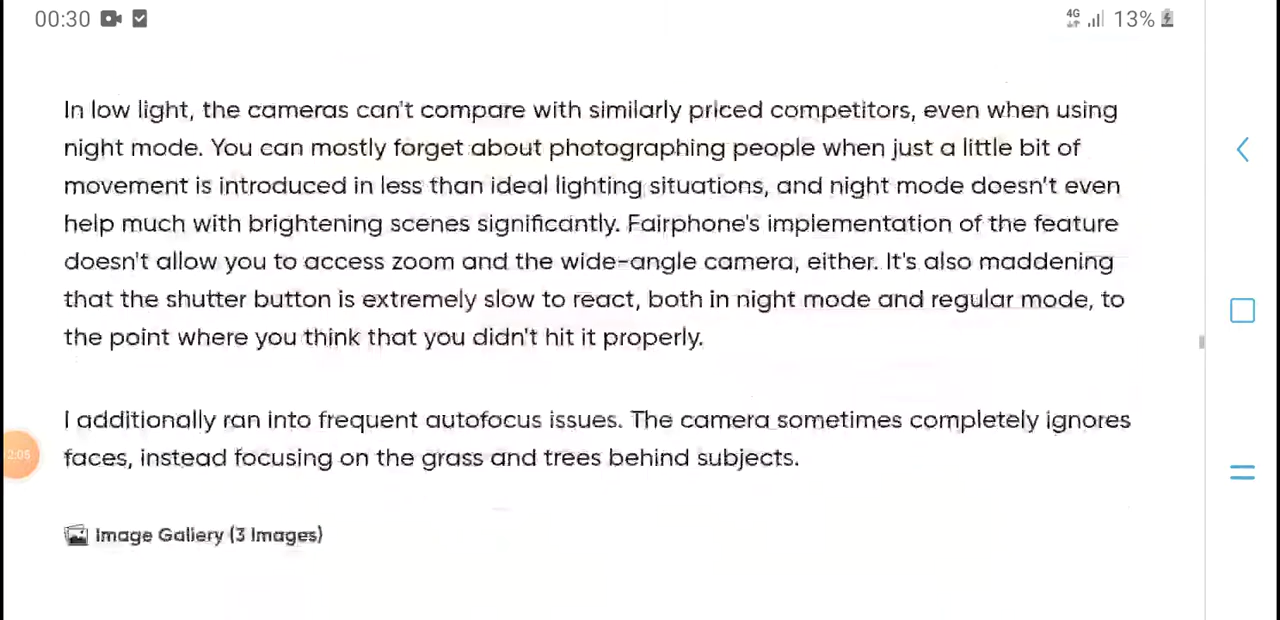 00:30
4G 13%
In low light, the cameras can't compare with similarly priced competitors, even when using
night mode. You can mostly forget about photographing people when just a little bit of
movement is introduced in less than ideal lighting situations, and night mode doesn't even
help much with brightening scenes significantly. Fairphone's implementation of the feature
doesn't allow you to access zoom and the wide-angle camera, either. It's also maddening
that the shutter button is extremely slow to react, both in night mode and regular mode, to
the point where you think that you didn't hit it properly.
I additionally ran into frequent autofocus issues. The camera sometimes completely ignores
2:05
faces, instead focusing on the grass and trees behind subjects.
Image Gallery (3 Images)